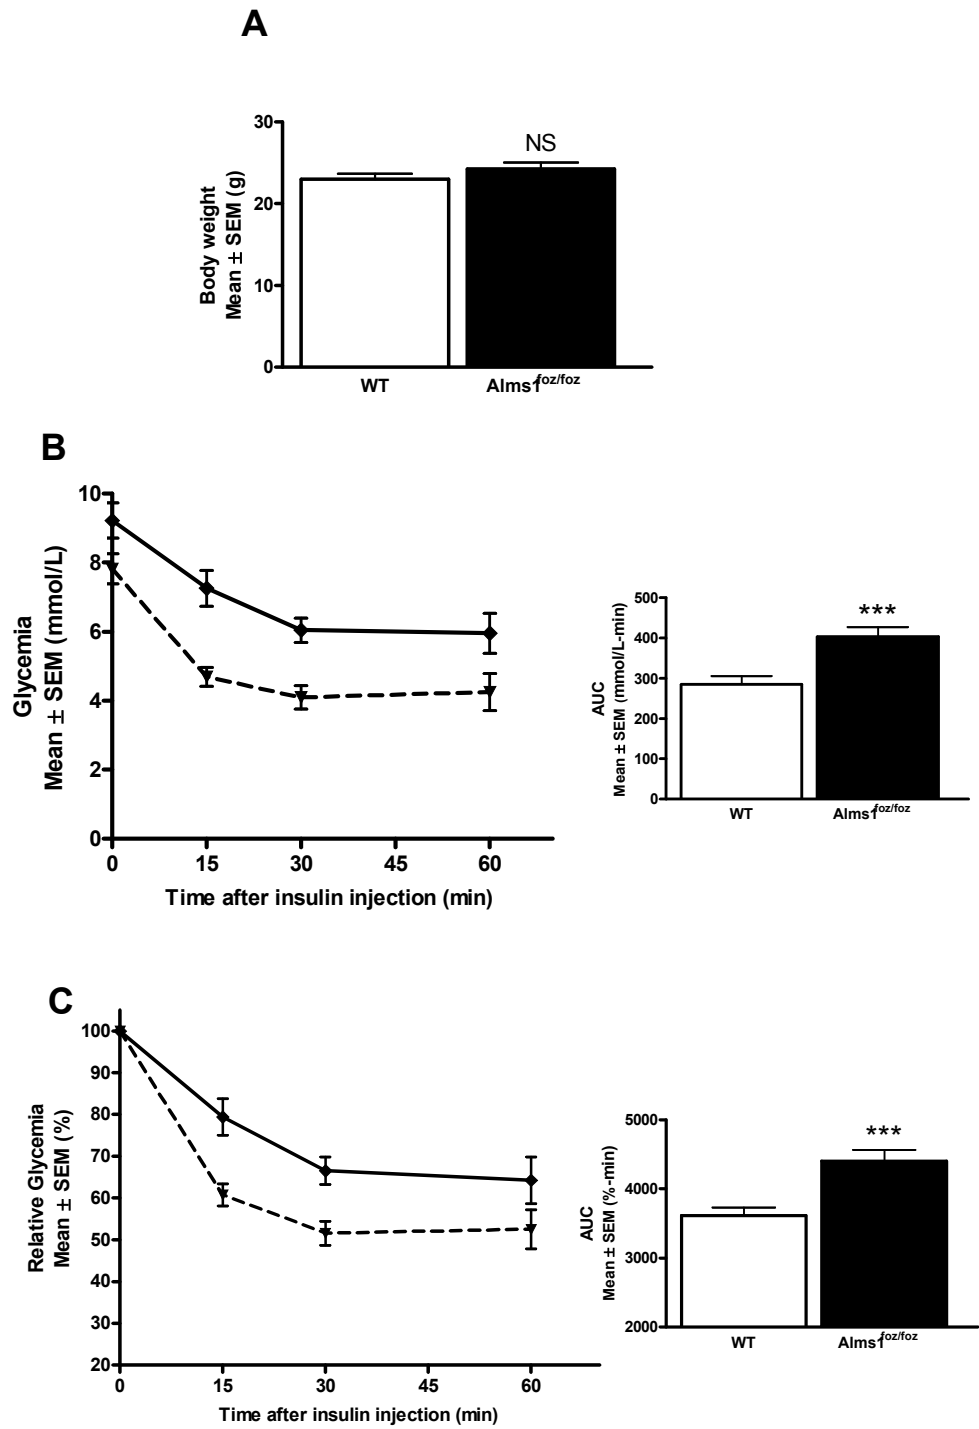 A
30
20
10
0
Body weight
Mean ± SEM (g)
NS
WT
Alms1foz/foz
B
10
8
6
4
2
0
Glycemia
Mean ± SEM (mmol/L)
0 15 30 45 60
Time after insulin injection (min)
500
400
300
200
100
0
AUC
Mean ± SEM (mmol/L-min)
***
WT
Alms1foz/foz
C
100
90
80
70
60
50
40
30
20
Relative Glycemia
Mean ± SEM (%)
0 15 30 45 60
Time after insulin injection (min)
5000
4000
3000
2000
AUC
Mean ± SEM (%-min)
***
WT
Alms1foz/foz